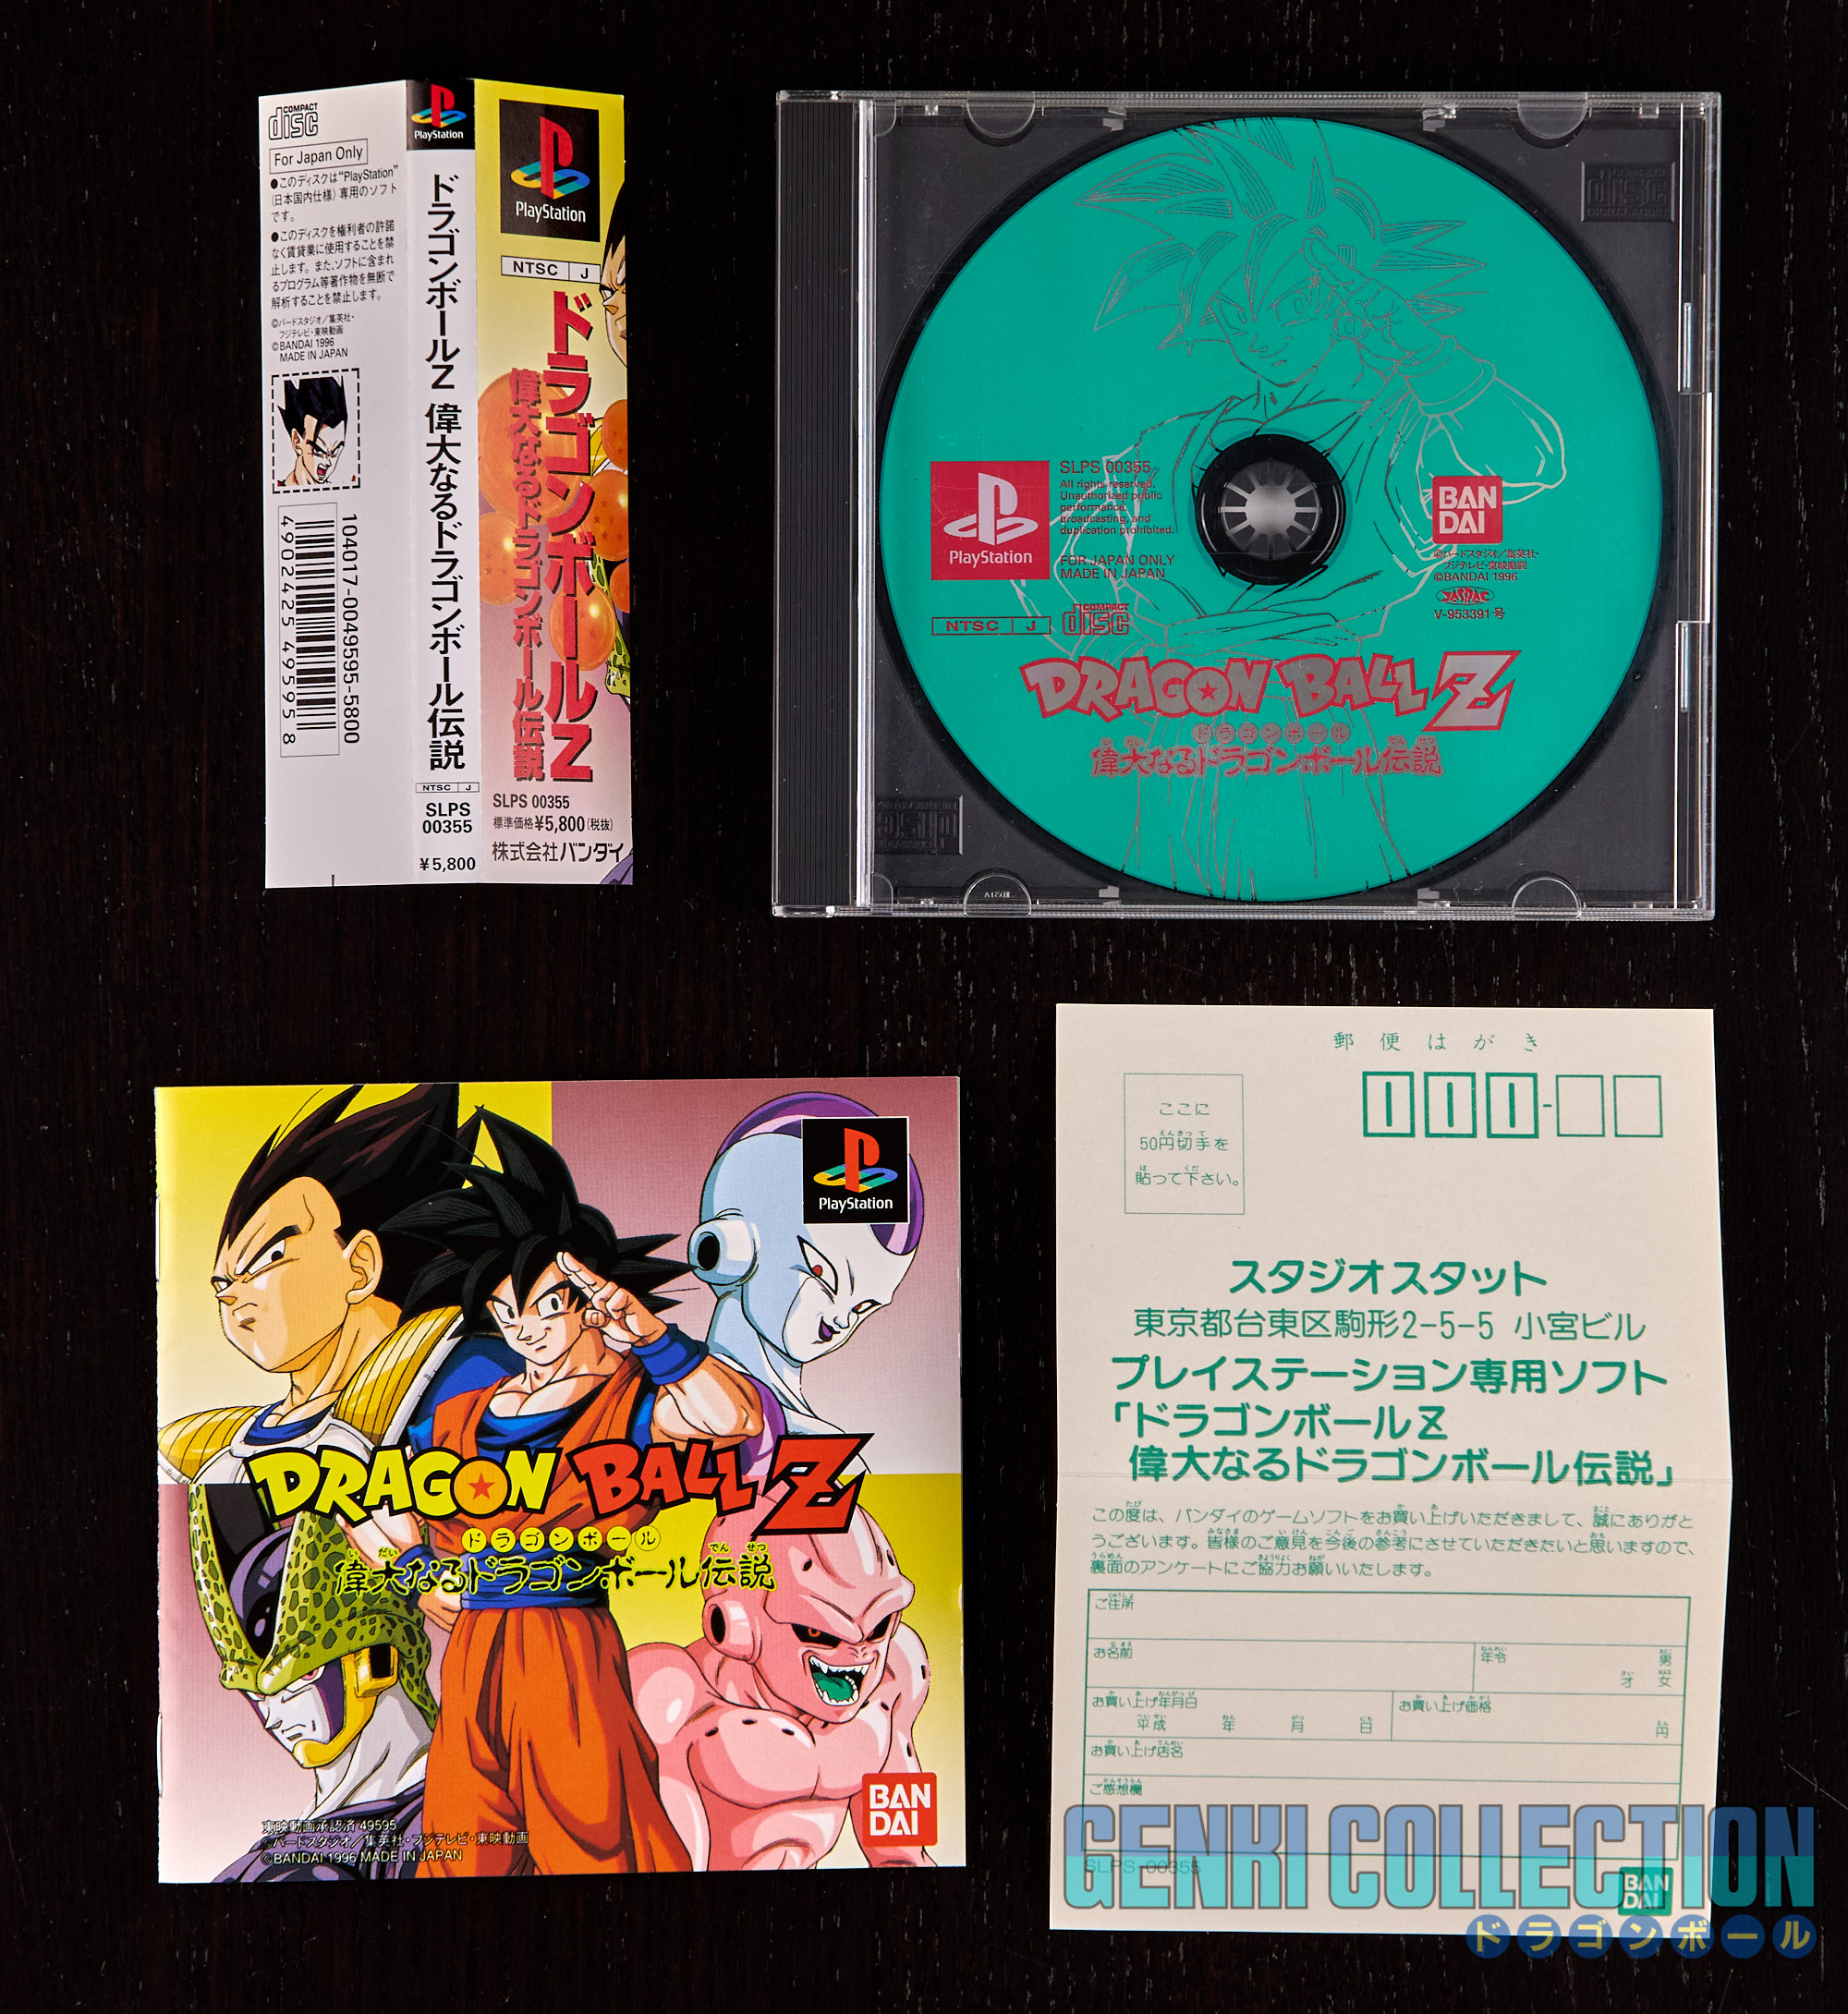 COMPACT
disc
For Japan Only
●このディスクは"PlayStation"
(日本国内仕様)専用のソフト
です。
●このディスクを権利者の許諾
なく賃貸業に使用することを禁
止します。また、ソフトに含まれ
るプログラム等著作物を無断で
解析することを禁止します。
©バードスタジオ/集英社・
フジテレビ・東映動画
©BANDAI 1996
MADE IN JAPAN
104017-0049595-5800
4902425 495958
PlayStation
ドラゴンボールZ 偉大なるドラゴンボール伝説
NTSC J
SLPS
00355
¥5,800
PlayStation
NTSC J
ドラゴンボールZ
偉大なるドラゴンボール伝説
SLPS 00355
標準価格¥5,800(税抜)
株式会社バンダイ
COMPACT
disc
DIGITAL AUDIO
PlayStation
SLPS 00355
All rights reserved.
Unauthorized public
performance,
broadcasting, and
duplication prohibited.
FOR JAPAN ONLY
MADE IN JAPAN
NTSC J
COMPACT
disc
BAN
DAI
©バードスタジオ/集英社・
フジテレビ・東映動画
©BANDAI 1996
JASRAC
V-953391号
DRAGON BALL Z
ドラゴンボール
偉大なるドラゴンボール伝説
PlayStation
DRAGON BALL Z
ドラゴンボール
いだい でんせつ
偉大なるドラゴンボール伝説
BAN
DAI
東映動画承認済 49595
©バードスタジオ/集英社・フジテレビ・東映動画
©BANDAI 1996 MADE IN JAPAN
郵便はがき
000-
ここに
50円切手を
貼って下さい。
スタジオスタット
東京都台東区駒形2-5-5 小宮ビル
プレイステーション専用ソフト
「ドラゴンボールZ
偉大なるドラゴンボール伝説」
この度は、バンダイのゲームソフトをお買い上げいただきまして、誠にありがと
うございます。皆様のご意見を今後の参考にさせていただきたいと思いますので、
裏面のアンケートにご協力お願いいたします。
ご住所
お名前
年令
才
男
女
お買い上げ年月日
平成 年 月 日
お買い上げ価格
円
お買い上げ店名
ご感想欄
SLPS-00355
BAN
DAI
GENKI COLLECTION
ドラゴンボール